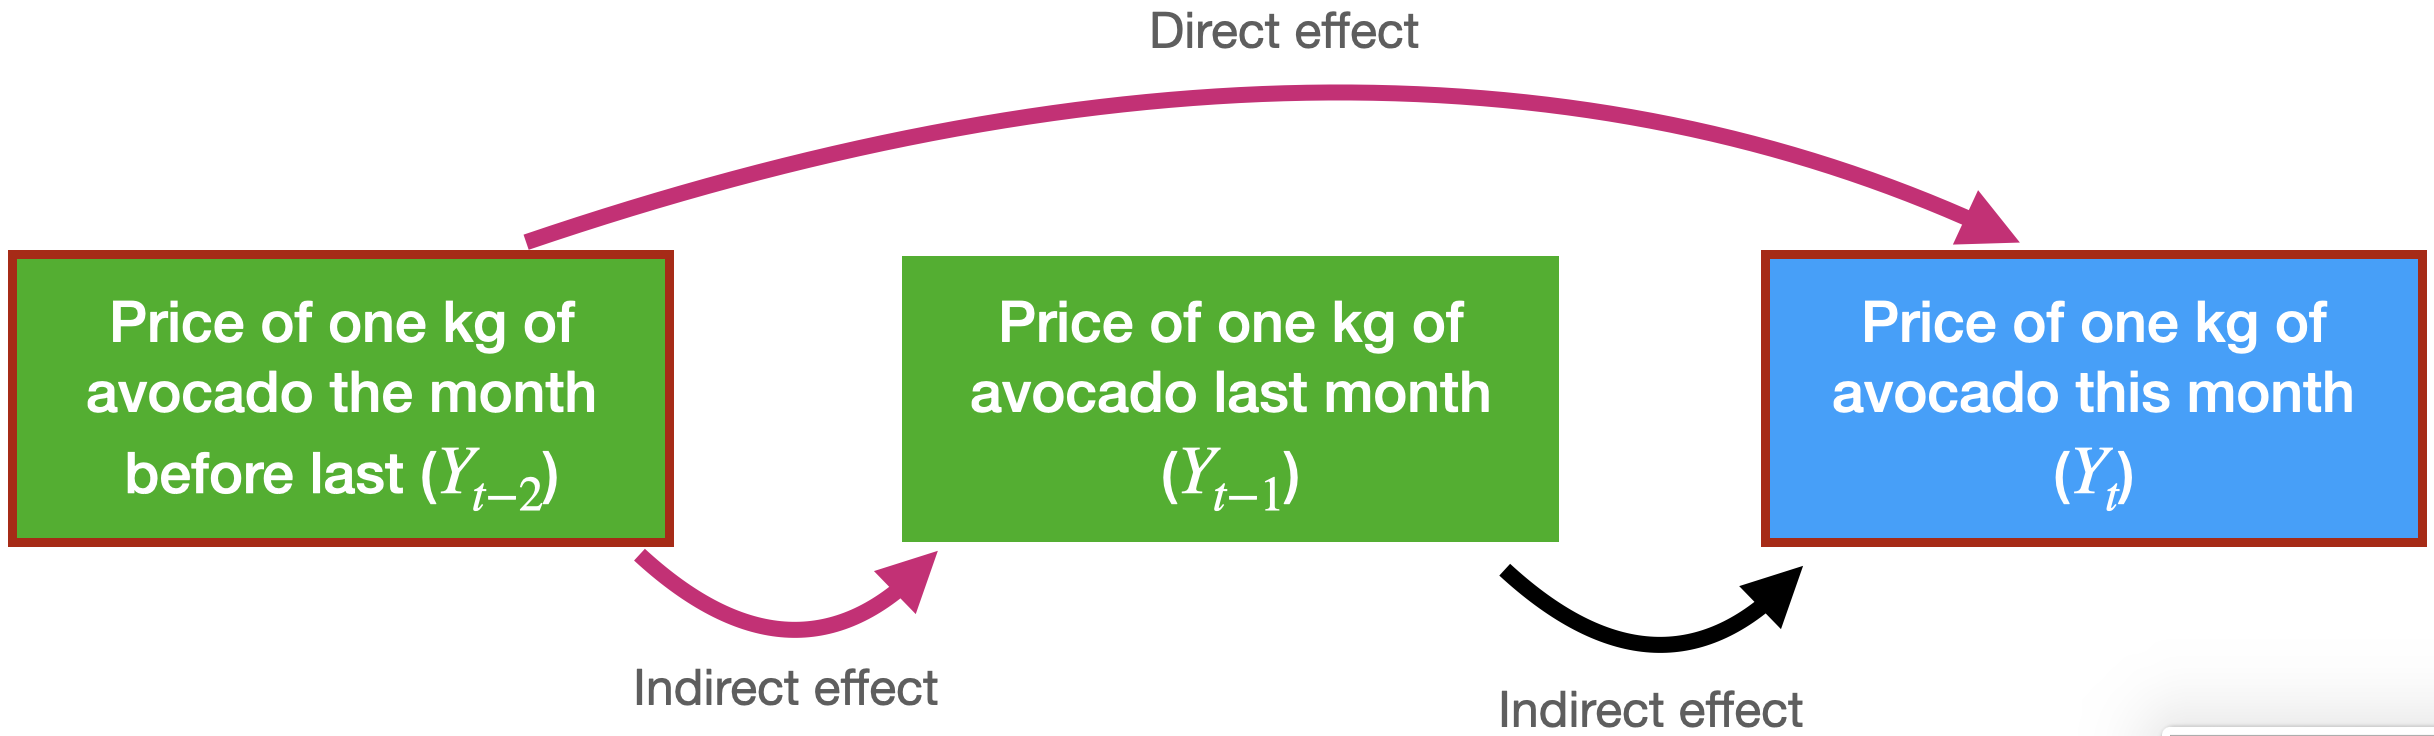 Direct effect
Price of one kg of
avocado the month
before last (Y_{t−2})
Price of one kg of
avocado last month
(Y_{t−1})
Price of one kg of
avocado this month
(Y_t)
Indirect effect
Indirect effect